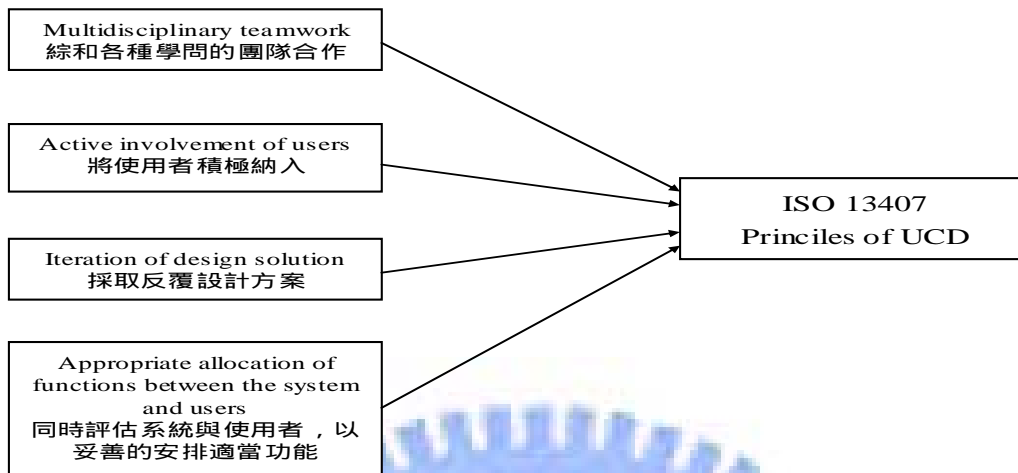 Multidisciplinary teamwork
綜和各種學問的團隊合作
Active involvement of users
將使用者積極納入
Iteration of design solution
採取反覆設計方案
Appropriate allocation of
functions between the system
and users
同時評估系統與使用者，以
妥善的安排適當功能
ISO 13407
Princiles of UCD